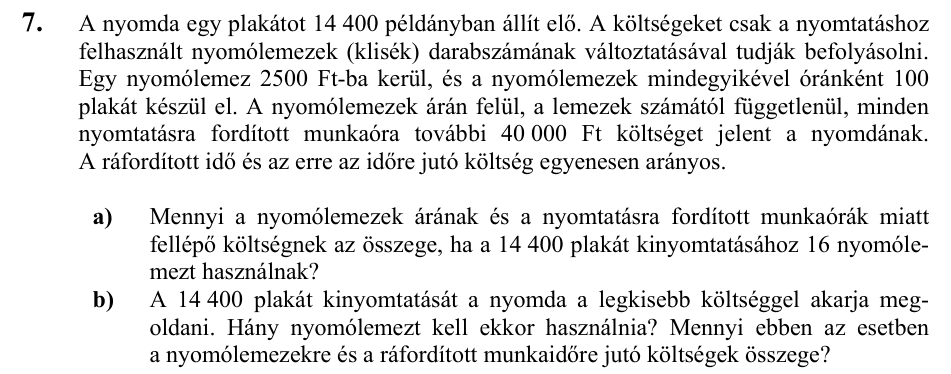 7. A nyomda egy plakátot 14 400 példányban állít elő. A költségeket csak a nyomtatáshoz
felhasznált nyomólemezek (klisék) darabszámának változtatásával tudják befolyásolni.
Egy nyomólemez 2500 Ft-ba kerül, és a nyomólemezek mindegyikével óránként 100
plakát készül el. A nyomólemezek árán felül, a lemezek számától függetlenül, minden
nyomtatásra fordított munkaóra további 40 000 Ft költséget jelent a nyomdának.
A ráfordított idő és az erre az időre jutó költség egyenesen arányos.
a) Mennyi a nyomólemezek árának és a nyomtatásra fordított munkaórák miatt
fellépő költségnek az összege, ha a 14 400 plakát kinyomtatásához 16 nyomóle-
mezt használnak?
b) A 14 400 plakát kinyomtatását a nyomda a legkisebb költséggel akarja meg-
oldani. Hány nyomólemezt kell ekkor használnia? Mennyi ebben az esetben
a nyomólemezekre és a ráfordított munkaidőre jutó költségek összege?